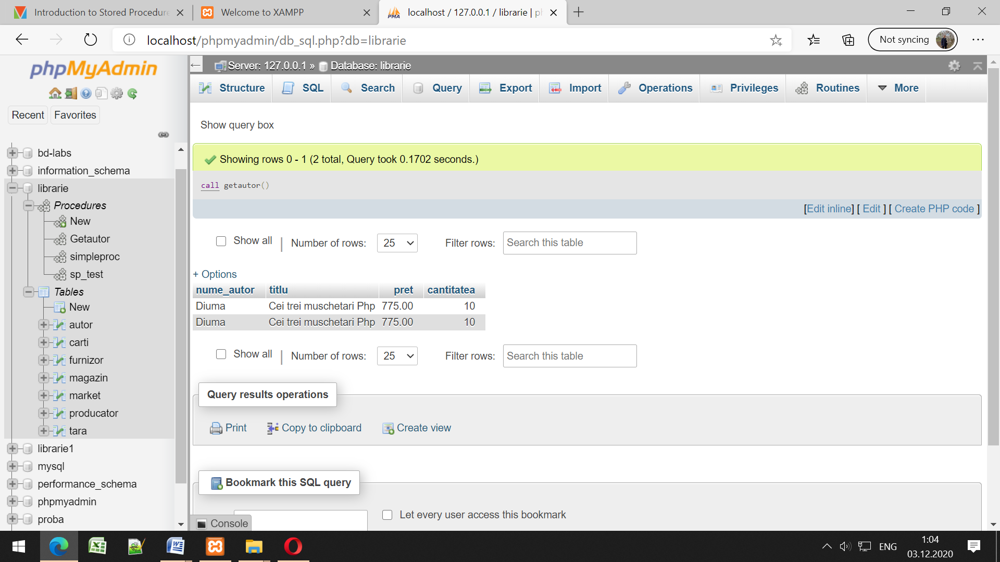 Introduction to Stored Procedure
Welcome to XAMPP
localhost / 127.0.0.1 / librarie | ph
localhost/phpmyadmin/db_sql.php?db=librarie
Not syncing
phpMyAdmin
Recent
Favorites
bd-labs
information_schema
librarie
Procedures
New
Getautor
simpleproc
sp_test
Tables
New
autor
carti
furnizor
magazin
market
producator
tara
librarie1
mysql
performance_schema
phpmyadmin
proba
Server: 127.0.0.1 » Database: librarie
Structure SQL Search Query Export Import Operations Privileges Routines More
Show query box
Showing rows 0 - 1 (2 total, Query took 0.1702 seconds.)
call getautor()
[Edit inline] [ Edit ] [ Create PHP code ]
Show all | Number of rows: 25 Filter rows: Search this table
+ Options
nume_autor titlu pret cantitatea
Diuma Cei trei muschetari Php 775.00 10
Diuma Cei trei muschetari Php 775.00 10
Show all | Number of rows: 25 Filter rows: Search this table
Query results operations
Print Copy to clipboard Create view
Bookmark this SQL query
Let every user access this bookmark
Console
ENG
1:04
03.12.2020